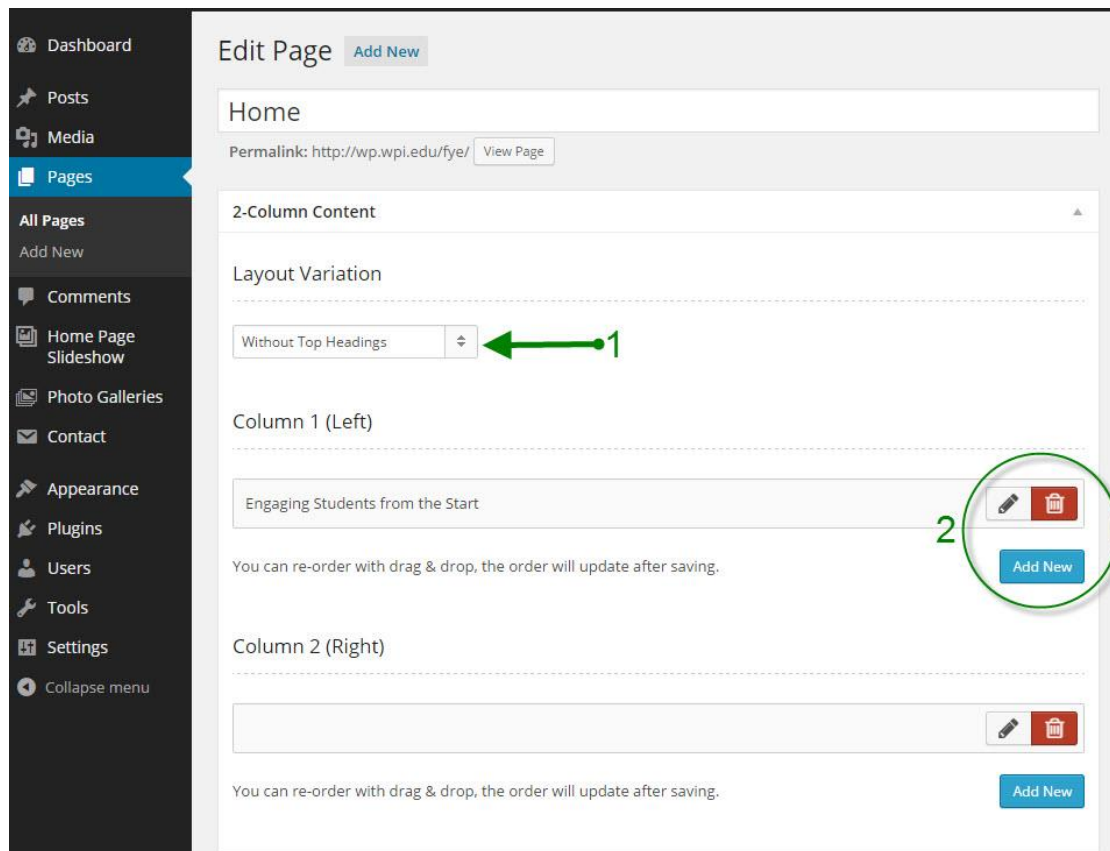 Dashboard
Posts
Media
Pages
All Pages
Add New
Comments
Home Page
Slideshow
Photo Galleries
Contact
Appearance
Plugins
Users
Tools
Settings
Collapse menu
Edit Page Add New
Home
Permalink: http://wp.wpi.edu/fye/ View Page
2-Column Content
Layout Variation
Without Top Headings 1
Column 1 (Left)
Engaging Students from the Start
2
You can re-order with drag & drop, the order will update after saving. Add New
Column 2 (Right)
You can re-order with drag & drop, the order will update after saving. Add New